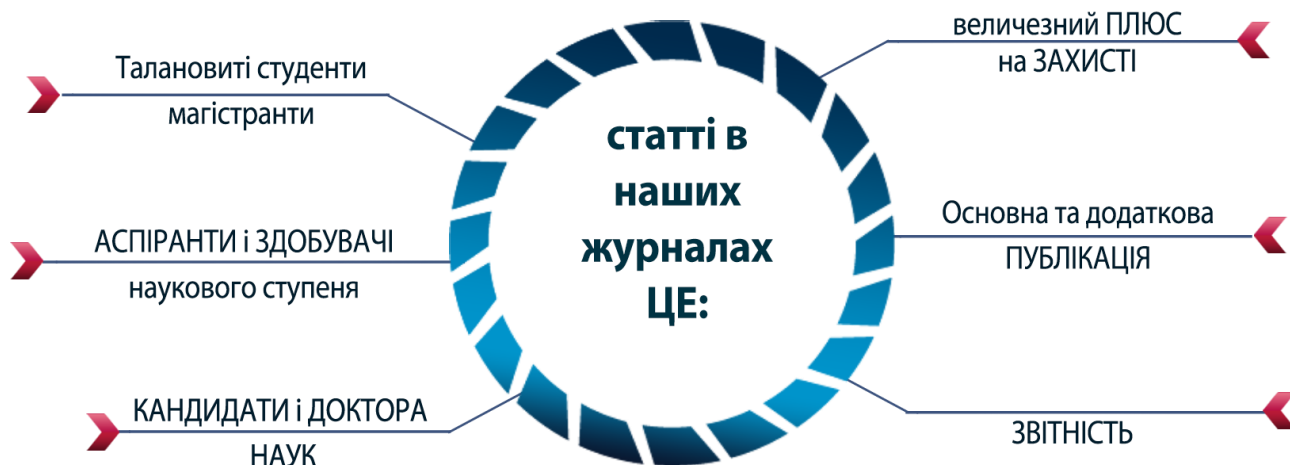 Талановиті студенти
магістранти
АСПІРАНТИ і ЗДОБУВАЧІ
наукового ступеня
КАНДИДАТИ і ДОКТОРА
НАУК
статті в
наших
журналах
ЦЕ:
величезний ПЛЮС
на ЗАХИСТІ
Основна та додаткова
ПУБЛІКАЦІЯ
ЗВІТНІСТЬ